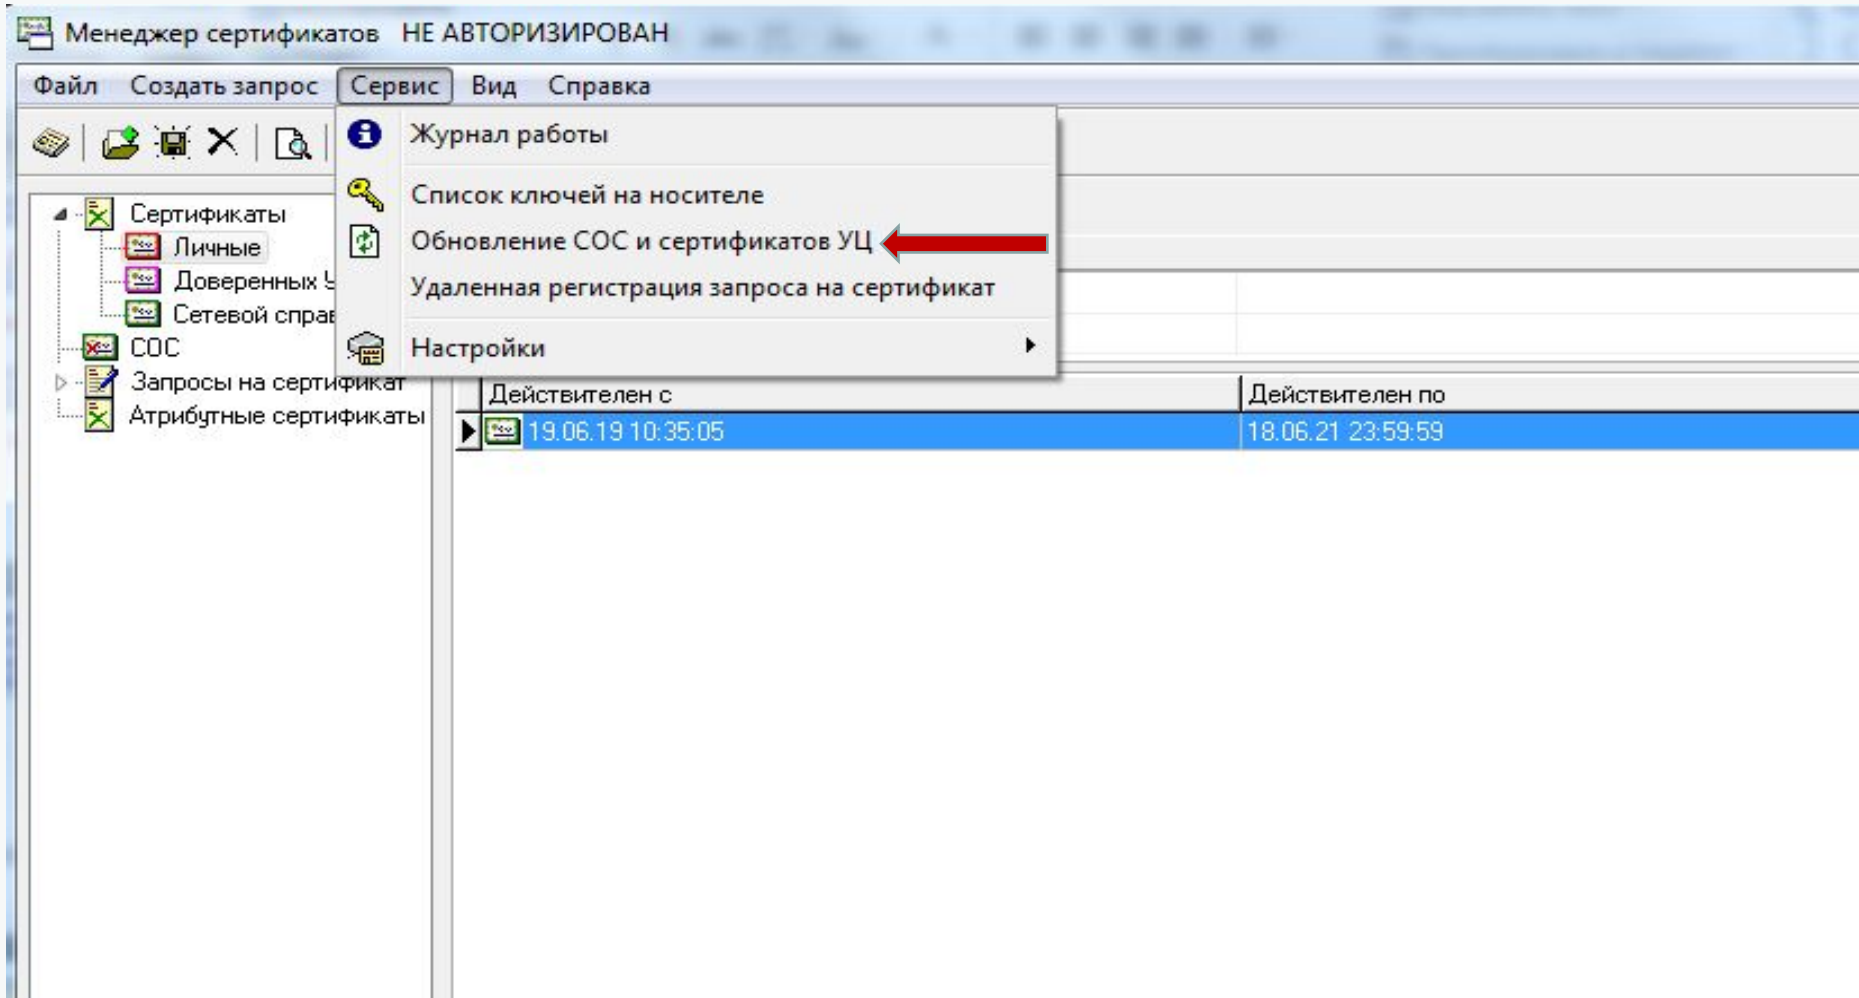 Менеджер сертификатов НЕ АВТОРИЗИРОВАН
Файл Создать запрос Сервис Вид Справка
Журнал работы
Список ключей на носителе
Обновление СОС и сертификатов УЦ
Удаленная регистрация запроса на сертификат
Настройки
Сертификаты
Личные
Доверенных
Сетевой
СОС
Запросы на сертификат
Атрибутные сертификаты
Действителен с Действителен по
19.06.19 10:35:05 18.06.21 23:59:59